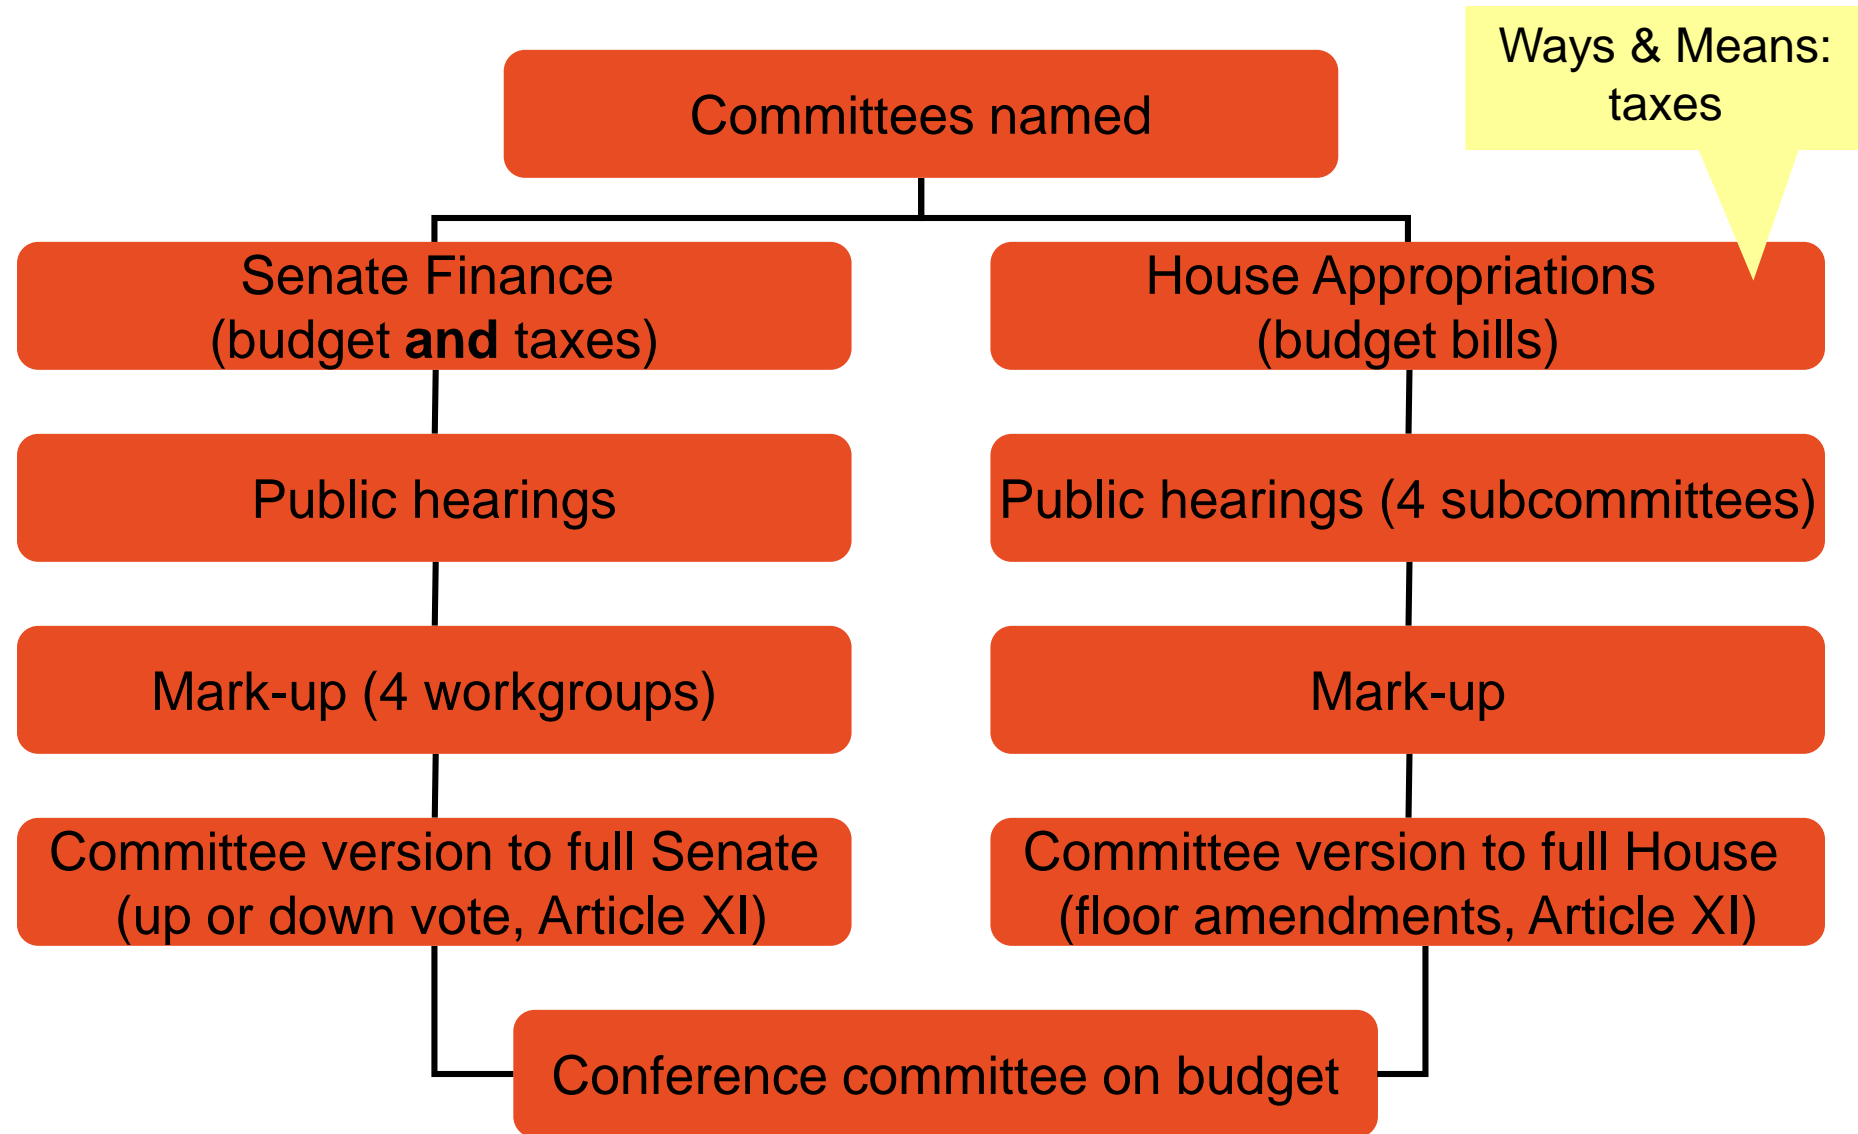 Ways & Means:
taxes
Committees named
Senate Finance
(budget and taxes)
House Appropriations
(budget bills)
Public hearings
Public hearings (4 subcommittees)
Mark-up (4 workgroups)
Mark-up
Committee version to full Senate
(up or down vote, Article XI)
Committee version to full House
(floor amendments, Article XI)
Conference committee on budget